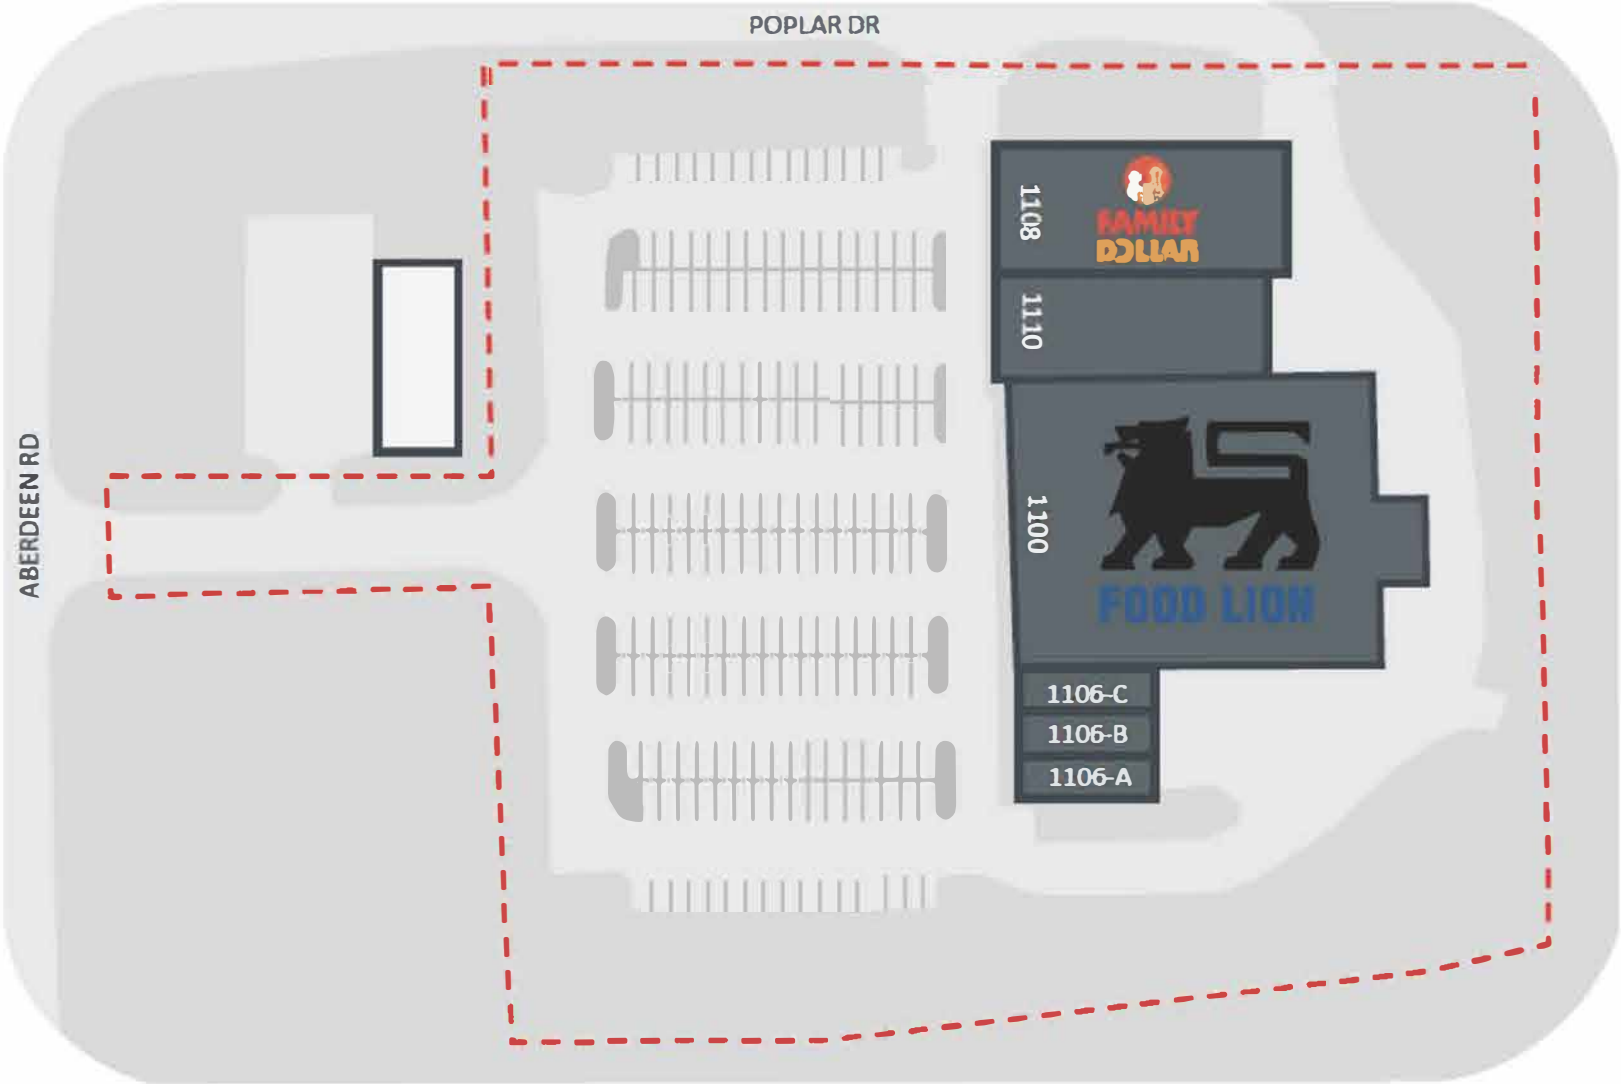 POPLAR DR
ABERDEEN RD
1108
FAMILY
DOLLAR
1110
1100
FOOD LION
1106-C
1106-B
1106-A